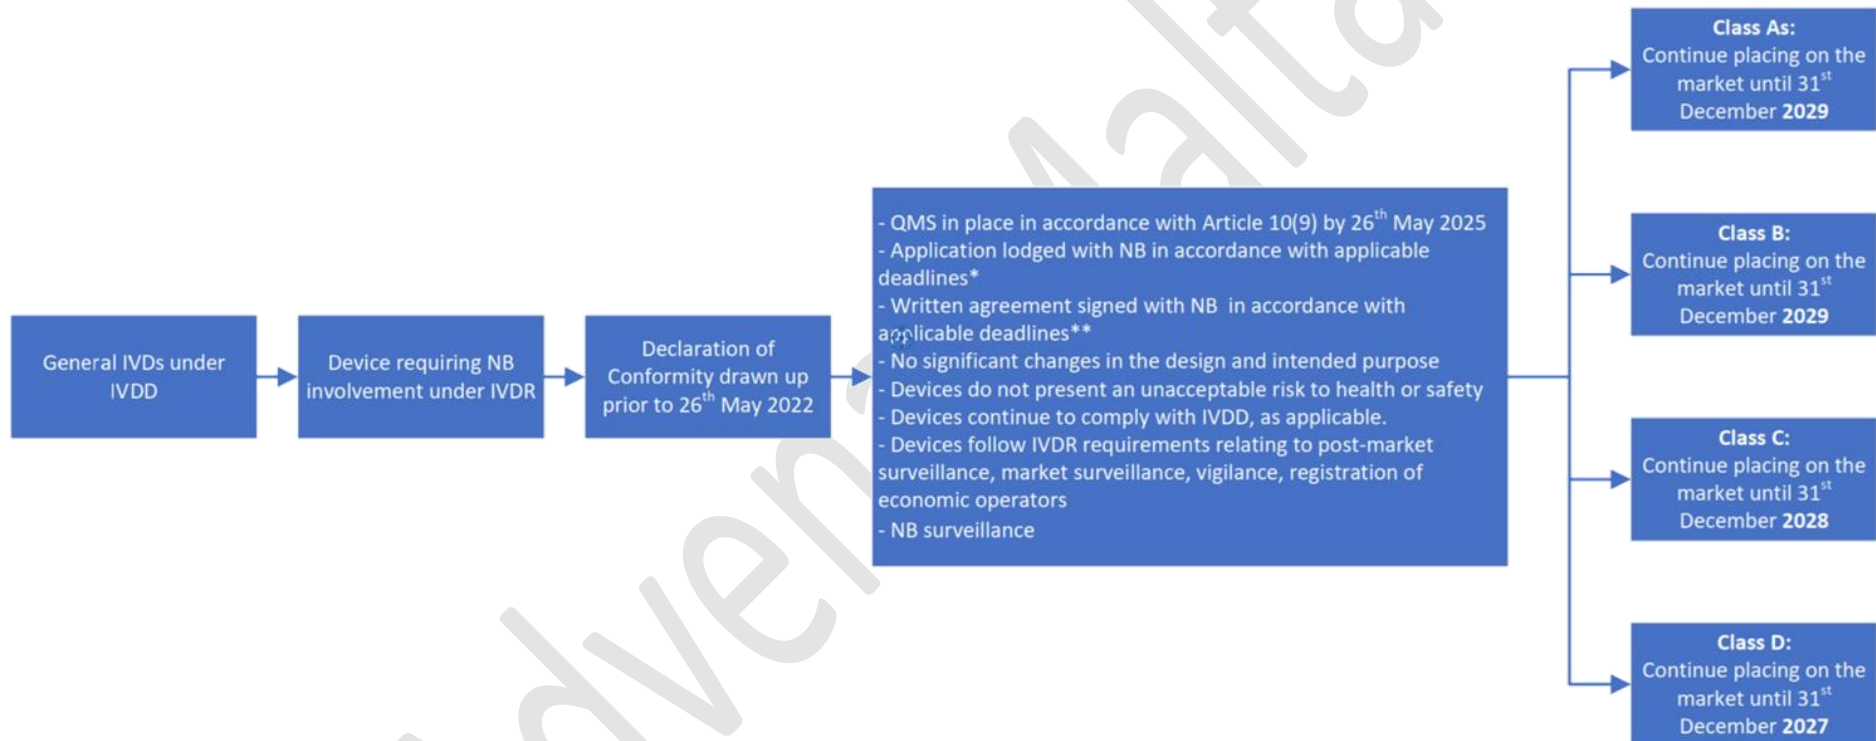 General IVDs under
IVDD
Device requiring NB
involvement under IVDR
Declaration of
Conformity drawn up
prior to 26th May 2022
- QMS in place in accordance with Article 10(9) by 26th May 2025
- Application lodged with NB in accordance with applicable
deadlines*
- Written agreement signed with NB in accordance with
applicable deadlines**
- No significant changes in the design and intended purpose
- Devices do not present an unacceptable risk to health or safety
- Devices continue to comply with IVDD, as applicable.
- Devices follow IVDR requirements relating to post-market
surveillance, market surveillance, vigilance, registration of
economic operators
- NB surveillance
Class As:
Continue placing on the
market until 31st
December 2029
Class B:
Continue placing on the
market until 31st
December 2029
Class C:
Continue placing on the
market until 31st
December 2028
Class D:
Continue placing on the
market until 31st
December 2027